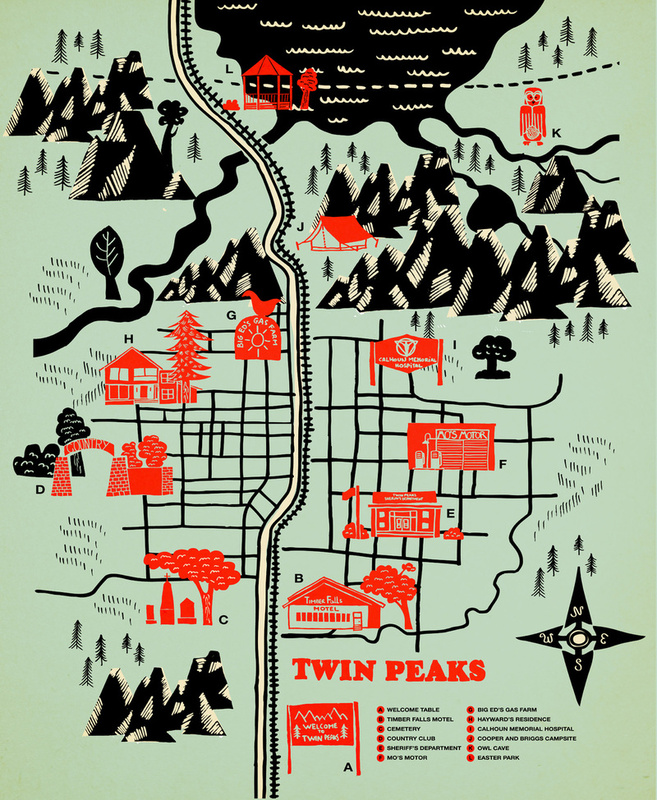 L
K
J
G
BIG ED'S GAS FARM
H
I
CALHOUN MEMORIAL
HOSPITAL
COUNTRY
D
MO'S MOTOR
F
TWIN PEAKS
SHERIFF'S DEPARTMENT
E
B
TIMBER FALLS
MOTEL
C
N
W E
S
TWIN PEAKS
WELCOME
TO
TWIN PEAKS
A
A WELCOME TABLE
B TIMBER FALLS MOTEL
C CEMETERY
D COUNTRY CLUB
E SHERIFF'S DEPARTMENT
F MO'S MOTOR
G BIG ED'S GAS FARM
H HAYWARD'S RESIDENCE
I CALHOUN MEMORIAL HOSPITAL
J COOPER AND BRIGGS CAMPSITE
K OWL CAVE
L EASTER PARK